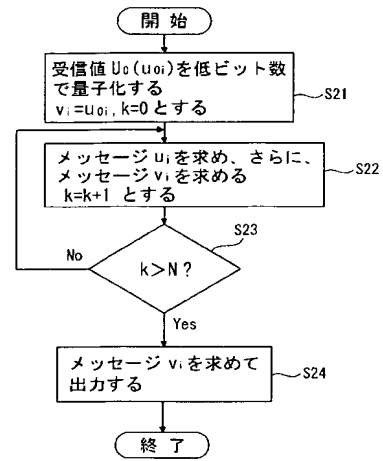 開始
受信値U₀(u₀ᵢ)を低ビット数
で量子化する
vᵢ=u₀ᵢ,k=0とする
S21
メッセージuᵢを求め、さらに、
メッセージvᵢを求める
k=k+1 とする
S22
S23
k>N?
No
Yes
メッセージvᵢを求めて
出力する
S24
終了